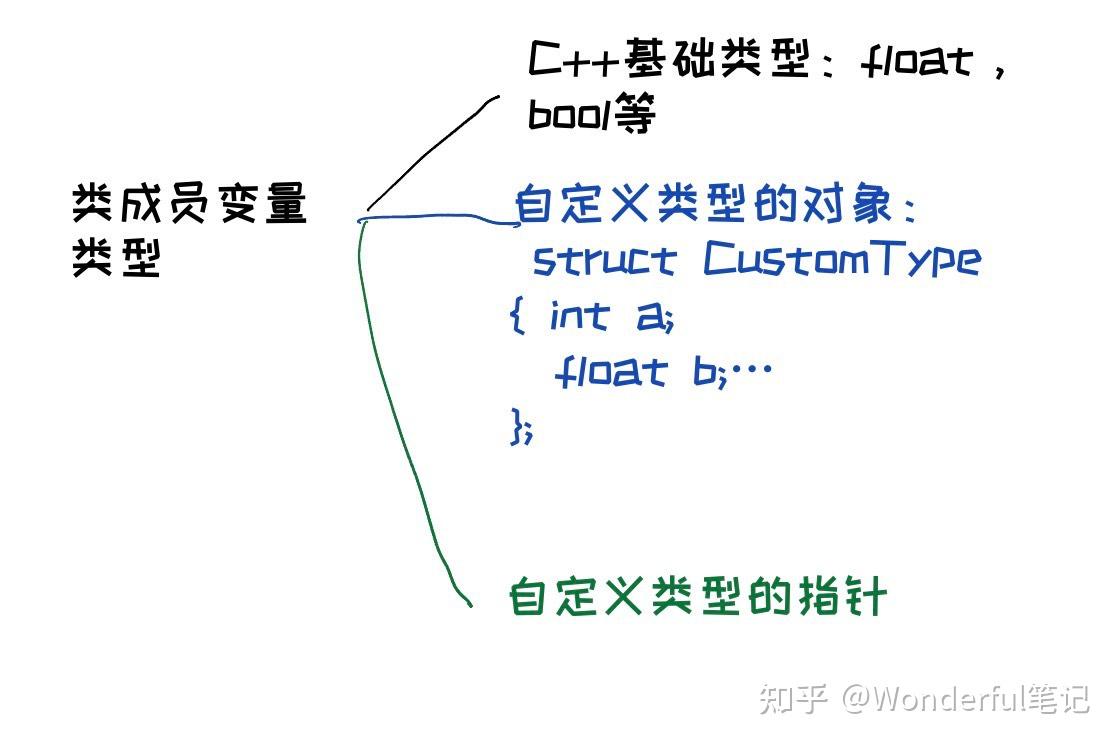 C++基础类型：float，
bool等
类成员变量
类型
自定义类型的对象：
struct CustomType
{ int a;
float b;…
};
自定义类型的指针
知乎 @Wonderful笔记